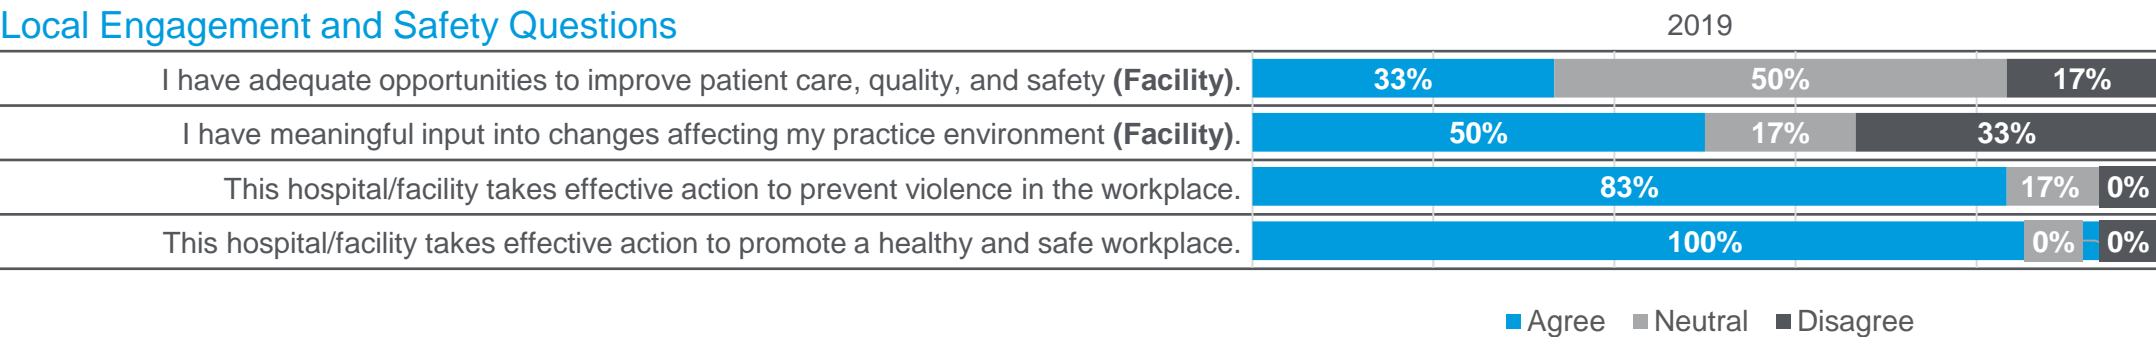 Local Engagement and Safety Questions 2019
I have adequate opportunities to improve patient care, quality, and safety (Facility). 33% 50% 17%
I have meaningful input into changes affecting my practice environment (Facility). 50% 17% 33%
This hospital/facility takes effective action to prevent violence in the workplace. 83% 17% 0%
This hospital/facility takes effective action to promote a healthy and safe workplace. 100% 0% 0%
Agree Neutral Disagree